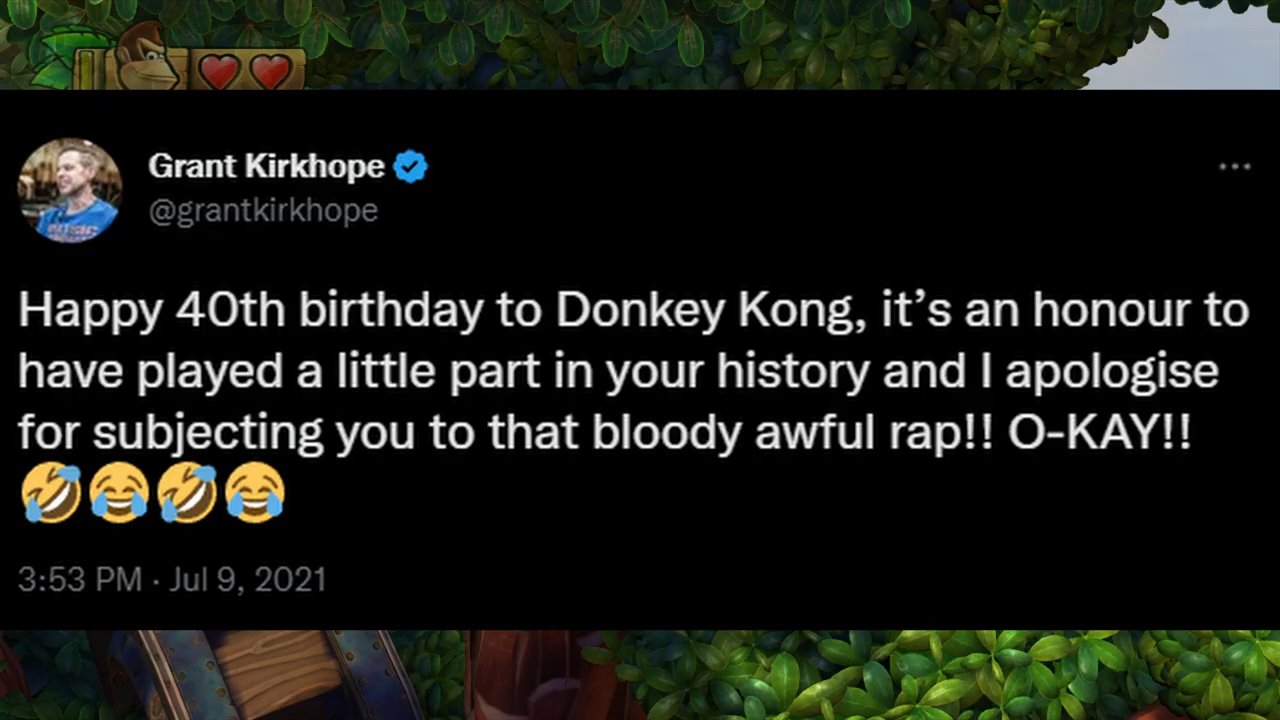 Grant Kirkhope
@grantkirkhope
Happy 40th birthday to Donkey Kong, it’s an honour to
have played a little part in your history and I apologise
for subjecting you to that bloody awful rap!! O-KAY!!
🤣😂🤣😂
3:53 PM · Jul 9, 2021